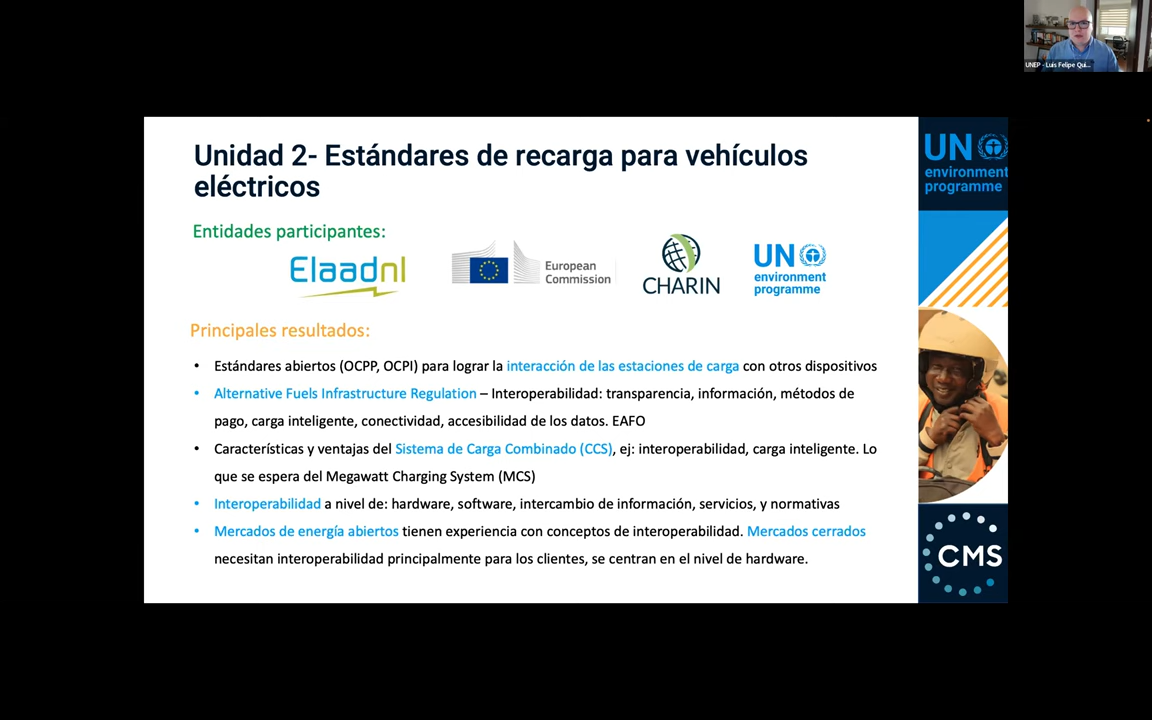 UNEP - Luis Felipe Qui...
Unidad 2- Estándares de recarga para vehículos
eléctricos
Entidades participantes:
Elaadnl
European
Commission
CHARIN
UN
environment
programme
Principales resultados:
• Estándares abiertos (OCPP, OCPI) para lograr la interacción de las estaciones de carga con otros dispositivos
• Alternative Fuels Infrastructure Regulation – Interoperabilidad: transparencia, información, métodos de
pago, carga inteligente, conectividad, accesibilidad de los datos. EAFO
• Características y ventajas del Sistema de Carga Combinado (CCS), ej: interoperabilidad, carga inteligente. Lo
que se espera del Megawatt Charging System (MCS)
• Interoperabilidad a nivel de: hardware, software, intercambio de información, servicios, y normativas
• Mercados de energía abiertos tienen experiencia con conceptos de interoperabilidad. Mercados cerrados
necesitan interoperabilidad principalmente para los clientes, se centran en el nivel de hardware.
UN
environment
programme
CMS